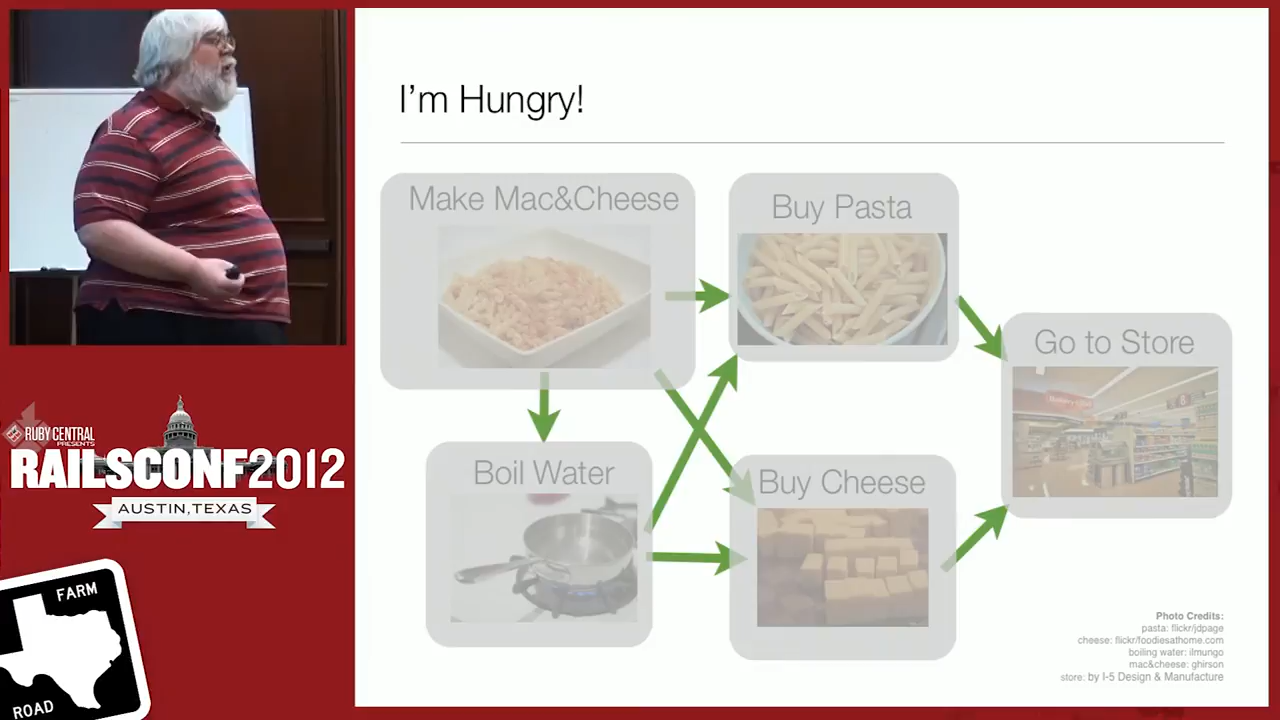 I'm Hungry!
Make Mac&Cheese
Buy Pasta
Go to Store
Boil Water
Buy Cheese
Photo Credits:
pasta: flickr/jdpage
cheese: flickr/foodiesathome.com
boiling water: ilmungo
mac&cheese: ghirson
store: by I-5 Design & Manufacture
RUBY CENTRAL
PRESENTS
RAILSCONF2012
AUSTIN, TEXAS
FARM
ROAD
8